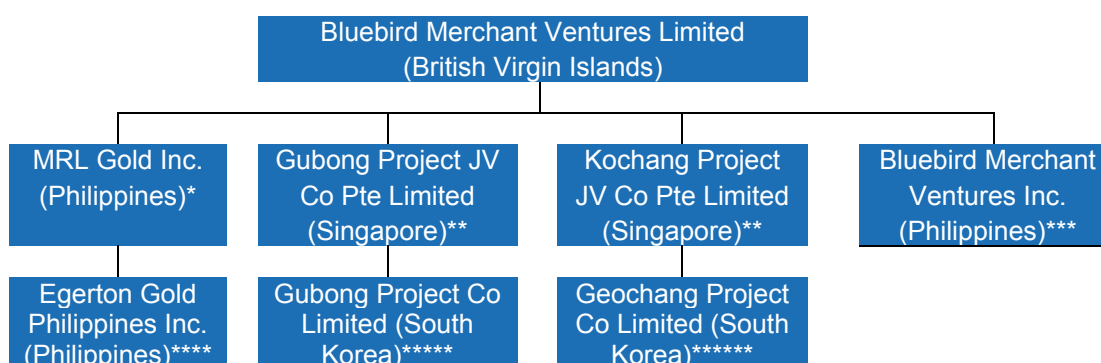 Bluebird Merchant Ventures Limited
(British Virgin Islands)
MRL Gold Inc.
(Philippines)*
Gubong Project JV
Co Pte Limited
(Singapore)**
Kochang Project
JV Co Pte Limited
(Singapore)**
Bluebird Merchant
Ventures Inc.
(Philippines)***
Egerton Gold
Philippines Inc.
(Philippines)****
Gubong Project Co
Limited (South
Korea)*****
Geochang Project
Co Limited (South
Korea)******